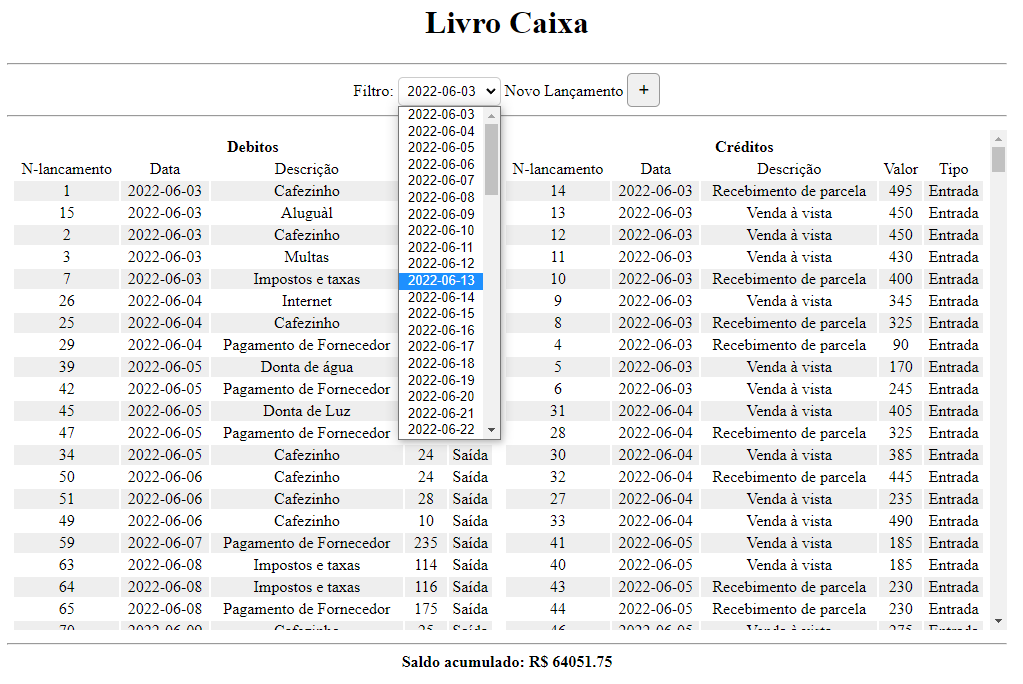 Livro Caixa
Filtro: 2022-06-03 Novo Lançamento +
2022-06-03
2022-06-04
2022-06-05
2022-06-06
2022-06-07
2022-06-08
2022-06-09
2022-06-10
2022-06-11
2022-06-12
2022-06-13
2022-06-14
2022-06-15
2022-06-16
2022-06-17
2022-06-18
2022-06-19
2022-06-20
2022-06-21
2022-06-22
Debitos
N-lancamento Data Descrição
1 2022-06-03 Cafezinho
15 2022-06-03 Aluguàl
2 2022-06-03 Cafezinho
3 2022-06-03 Multas
7 2022-06-03 Impostos e taxas
26 2022-06-04 Internet
25 2022-06-04 Cafezinho
29 2022-06-04 Pagamento de Fornecedor
39 2022-06-05 Donta de água
42 2022-06-05 Pagamento de Fornecedor
45 2022-06-05 Donta de Luz
47 2022-06-05 Pagamento de Fornecedor
34 2022-06-05 Cafezinho 24 Saída
50 2022-06-06 Cafezinho 24 Saída
51 2022-06-06 Cafezinho 28 Saída
49 2022-06-06 Cafezinho 10 Saída
59 2022-06-07 Pagamento de Fornecedor 235 Saída
63 2022-06-08 Impostos e taxas 114 Saída
64 2022-06-08 Impostos e taxas 116 Saída
65 2022-06-08 Pagamento de Fornecedor 175 Saída
70 2022-06-09 Cafezinho 25 Saída
Créditos
N-lancamento Data Descrição Valor Tipo
14 2022-06-03 Recebimento de parcela 495 Entrada
13 2022-06-03 Venda à vista 450 Entrada
12 2022-06-03 Venda à vista 450 Entrada
11 2022-06-03 Venda à vista 430 Entrada
10 2022-06-03 Recebimento de parcela 400 Entrada
9 2022-06-03 Venda à vista 345 Entrada
8 2022-06-03 Recebimento de parcela 325 Entrada
4 2022-06-03 Recebimento de parcela 90 Entrada
5 2022-06-03 Venda à vista 170 Entrada
6 2022-06-03 Venda à vista 245 Entrada
31 2022-06-04 Venda à vista 405 Entrada
28 2022-06-04 Recebimento de parcela 325 Entrada
30 2022-06-04 Venda à vista 385 Entrada
32 2022-06-04 Recebimento de parcela 445 Entrada
27 2022-06-04 Venda à vista 235 Entrada
33 2022-06-04 Venda à vista 490 Entrada
41 2022-06-05 Venda à vista 185 Entrada
40 2022-06-05 Venda à vista 185 Entrada
43 2022-06-05 Recebimento de parcela 230 Entrada
44 2022-06-05 Recebimento de parcela 230 Entrada
46 2022-06-05 Venda à vista 275 Entrada
Saldo acumulado: R$ 64051.75